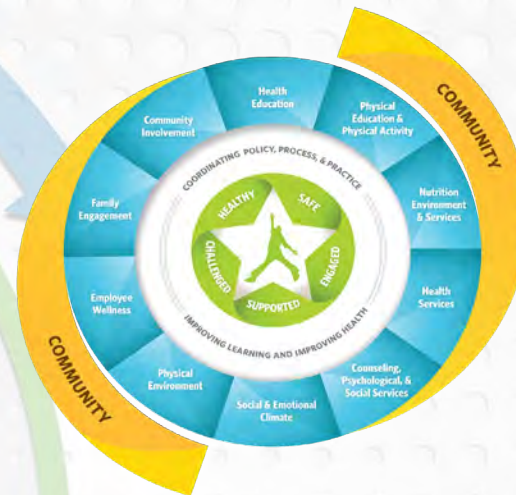 COMMUNITY
Health
Education
Physical
Education &
Physical Activity
Nutrition
Environment
& Services
Health
Services
Counseling,
Psychological, &
Social Services
Social & Emotional
Climate
Physical
Environment
Employee
Wellness
Family
Engagement
Community
Involvement
COORDINATING POLICY, PROCESS, & PRACTICE
IMPROVING LEARNING AND IMPROVING HEALTH
HEALTHY
SAFE
ENGAGED
SUPPORTED
CHALLENGED
COMMUNITY